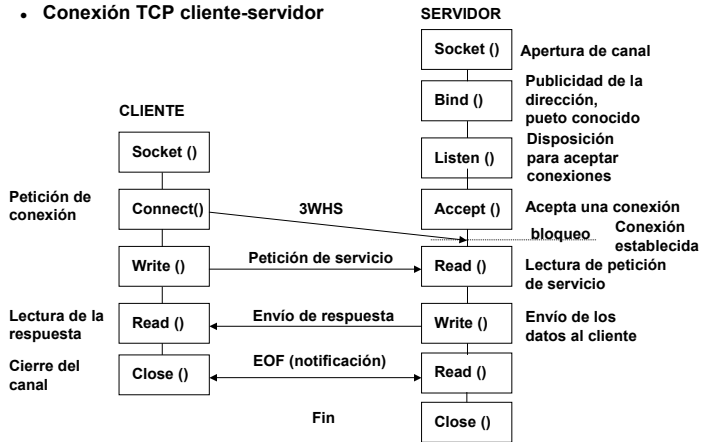 • Conexión TCP cliente-servidor
SERVIDOR
Socket ()
Apertura de canal
Bind ()
Publicidad de la
dirección,
pueto conocido
CLIENTE
Socket ()
Listen ()
Disposición
para aceptar
conexiones
Petición de
conexión
Connect()
3WHS
Accept ()
Acepta una conexión
bloqueo
Conexión
establecida
Write ()
Petición de servicio
Read ()
Lectura de petición
de servicio
Lectura de la
respuesta
Read ()
Envío de respuesta
Write ()
Envío de los
datos al cliente
Cierre del
canal
Close ()
EOF (notificación)
Read ()
Fin
Close ()